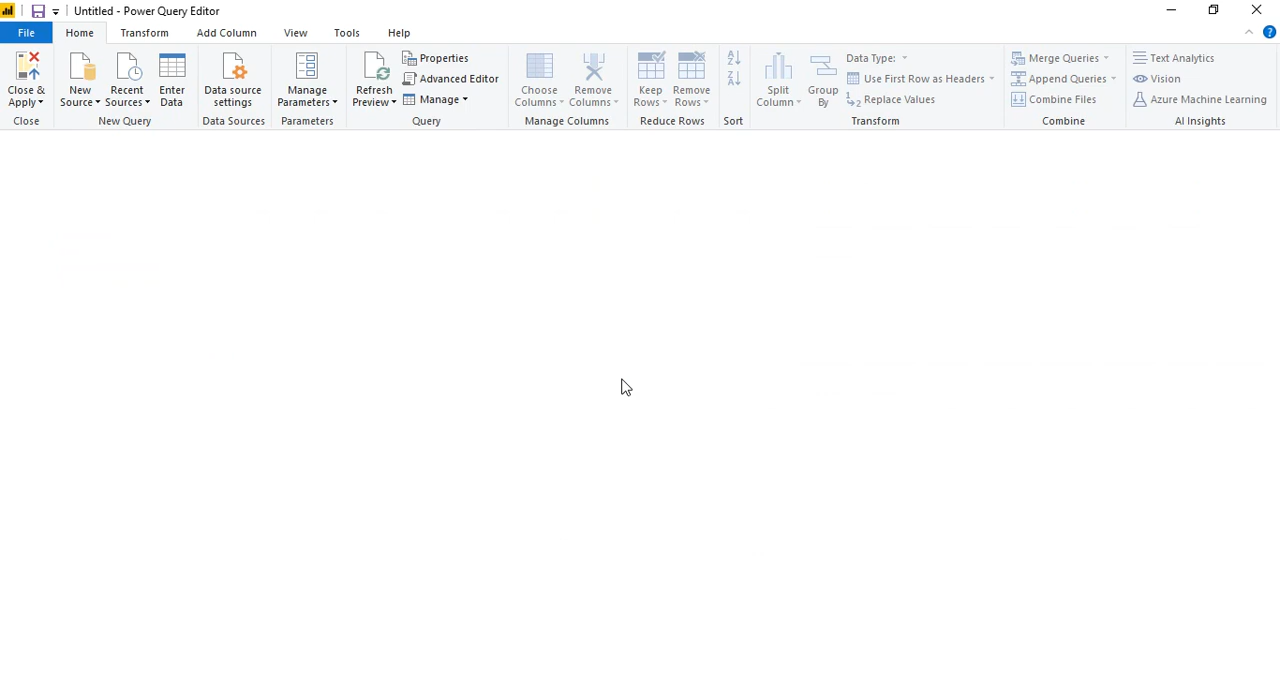 Untitled - Power Query Editor
File Home Transform Add Column View Tools Help
Close & Apply
New Source
Recent Sources
Enter Data
Data source settings
Manage Parameters
Refresh Preview
Properties
Advanced Editor
Manage
Choose Columns
Remove Columns
Keep Rows
Remove Rows
A Z
Z A
Split Column
Group By
Data Type:
Use First Row as Headers
1 2 Replace Values
Merge Queries
Append Queries
Combine Files
Text Analytics
Vision
Azure Machine Learning
Close New Query Data Sources Parameters Query Manage Columns Reduce Rows Sort Transform Combine AI Insights